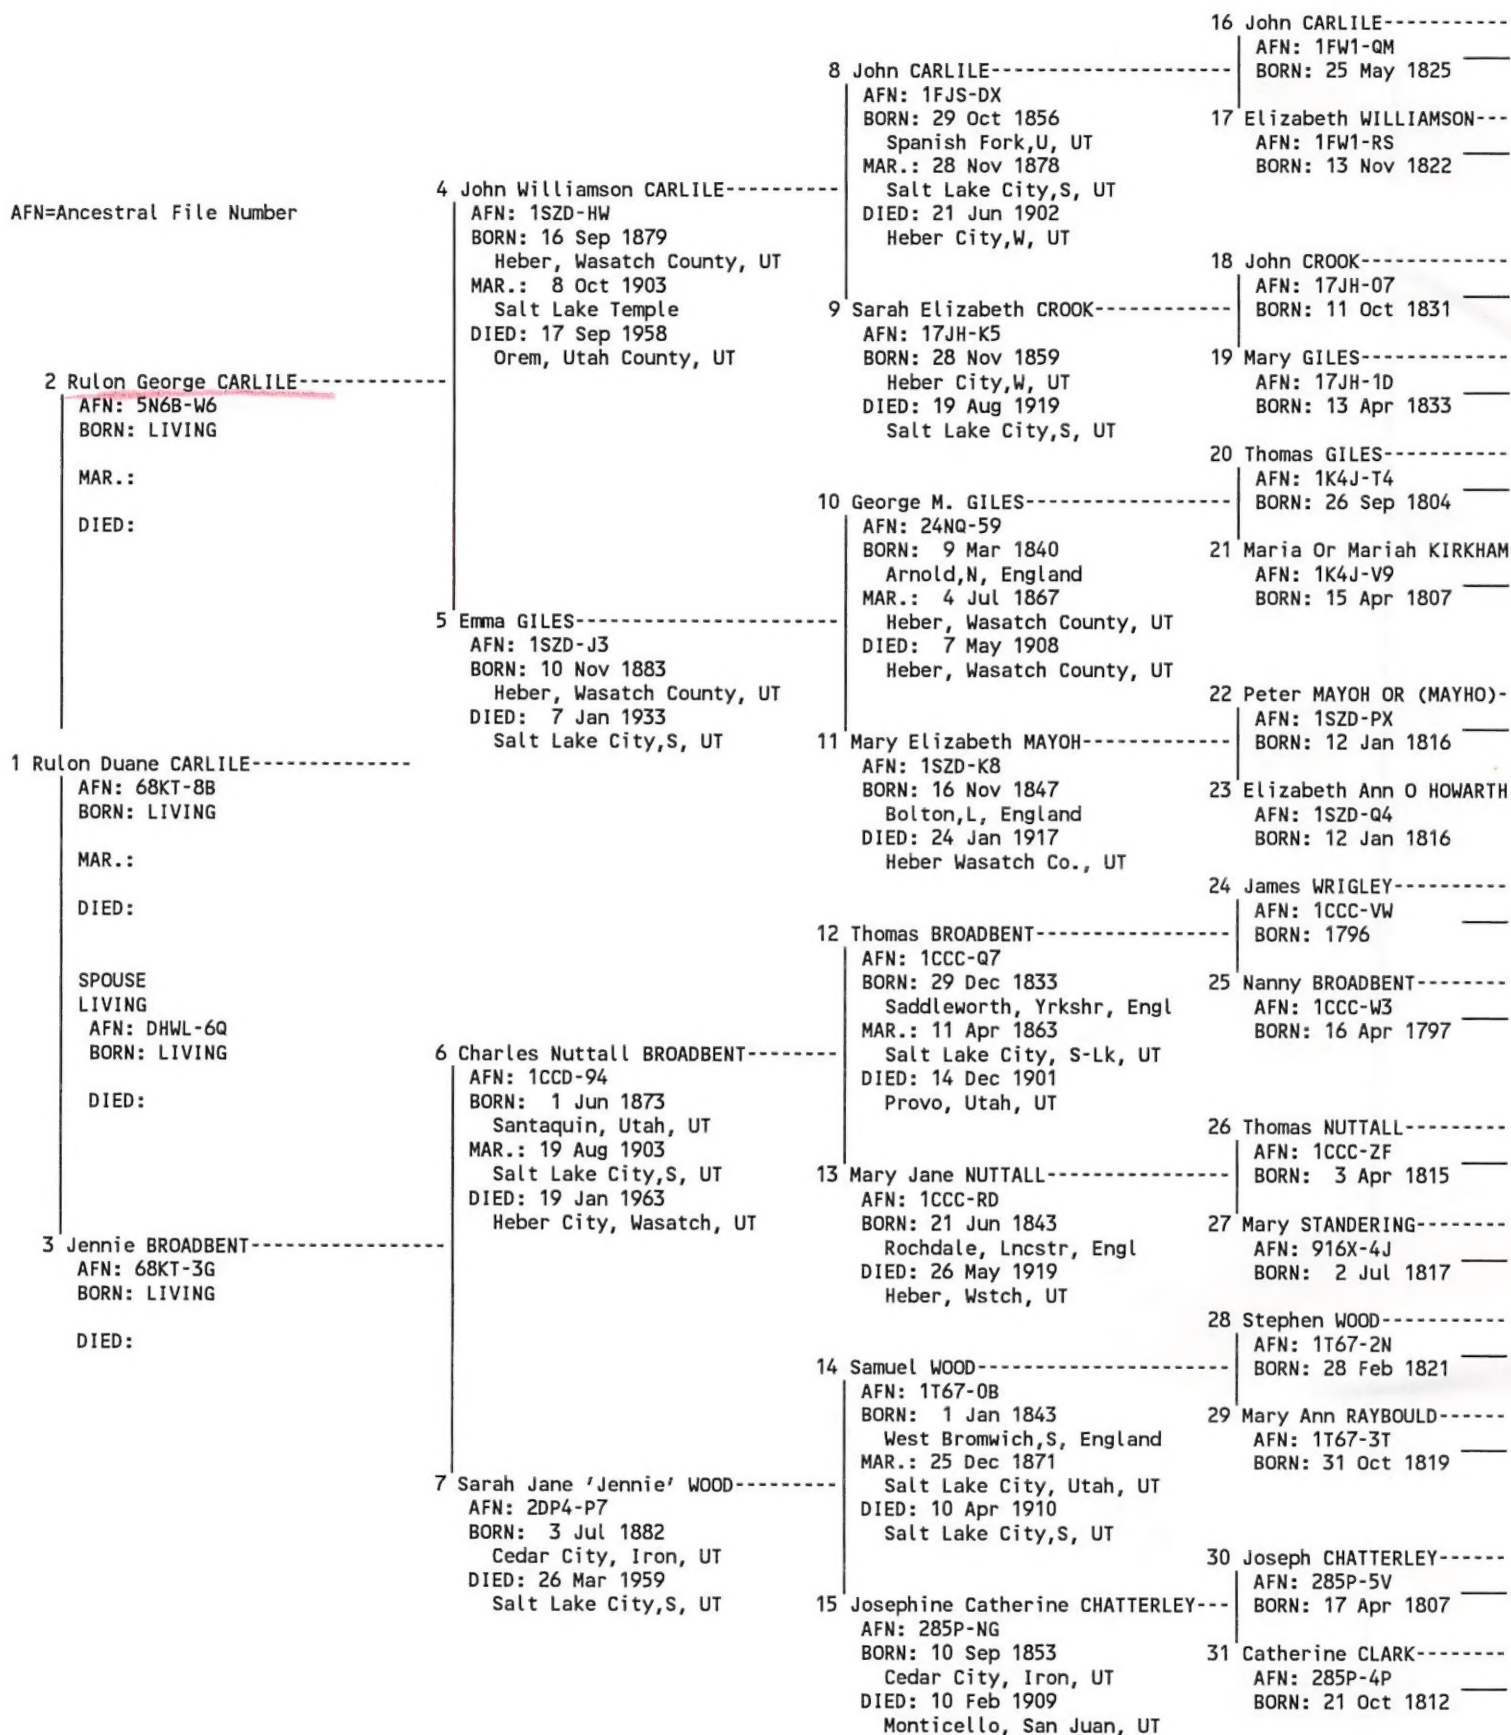 AFN=Ancestral File Number
1 Rulon Duane CARLILE-------------
AFN: 68KT-8B
BORN: LIVING
MAR.:
DIED:
SPOUSE
LIVING
AFN: DHWL-6Q
BORN: LIVING
DIED:
2 Rulon George CARLILE------------
AFN: 5N6B-W6
BORN: LIVING
MAR.:
DIED:
3 Jennie BROADBENT----------------
AFN: 68KT-3G
BORN: LIVING
DIED:
4 John Williamson CARLILE---------
AFN: 1SZD-HW
BORN: 16 Sep 1879
Heber, Wasatch County, UT
MAR.: 8 Oct 1903
Salt Lake Temple
DIED: 17 Sep 1958
Orem, Utah County, UT
5 Emma GILES----------------------
AFN: 1SZD-J3
BORN: 10 Nov 1883
Heber, Wasatch County, UT
DIED: 7 Jan 1933
Salt Lake City,S, UT
6 Charles Nuttall BROADBENT-------
AFN: 1CCD-94
BORN: 1 Jun 1873
Santaquin, Utah, UT
MAR.: 19 Aug 1903
Salt Lake City,S, UT
DIED: 19 Jan 1963
Heber City, Wasatch, UT
7 Sarah Jane 'Jennie' WOOD--------
AFN: 2DP4-P7
BORN: 3 Jul 1882
Cedar City, Iron, UT
DIED: 26 Mar 1959
Salt Lake City,S, UT
8 John CARLILE--------------------
AFN: 1FJS-DX
BORN: 29 Oct 1856
Spanish Fork,U, UT
MAR.: 28 Nov 1878
Salt Lake City,S, UT
DIED: 21 Jun 1902
Heber City,W, UT
9 Sarah Elizabeth CROOK-----------
AFN: 17JH-K5
BORN: 28 Nov 1859
Heber City,W, UT
DIED: 19 Aug 1919
Salt Lake City,S, UT
10 George M. GILES-----------------
AFN: 24NQ-59
BORN: 9 Mar 1840
Arnold,N, England
MAR.: 4 Jul 1867
Heber, Wasatch County, UT
DIED: 7 May 1908
Heber, Wasatch County, UT
11 Mary Elizabeth MAYOH------------
AFN: 1SZD-K8
BORN: 16 Nov 1847
Bolton,L, England
DIED: 24 Jan 1917
Heber Wasatch Co., UT
12 Thomas BROADBENT----------------
AFN: 1CCC-Q7
BORN: 29 Dec 1833
Saddleworth, Yrkshr, Engl
MAR.: 11 Apr 1863
Salt Lake City, S-Lk, UT
DIED: 14 Dec 1901
Provo, Utah, UT
13 Mary Jane NUTTALL---------------
AFN: 1CCC-RD
BORN: 21 Jun 1843
Rochdale, Lncstr, Engl
DIED: 26 May 1919
Heber, Wstch, UT
14 Samuel WOOD---------------------
AFN: 1T67-0B
BORN: 1 Jan 1843
West Bromwich,S, England
MAR.: 25 Dec 1871
Salt Lake City, Utah, UT
DIED: 10 Apr 1910
Salt Lake City,S, UT
15 Josephine Catherine CHATTERLEY---
AFN: 285P-NG
BORN: 10 Sep 1853
Cedar City, Iron, UT
DIED: 10 Feb 1909
Monticello, San Juan, UT
16 John CARLILE-----------
AFN: 1FW1-QM
BORN: 25 May 1825
17 Elizabeth WILLIAMSON---
AFN: 1FW1-RS
BORN: 13 Nov 1822
18 John CROOK-------------
AFN: 17JH-07
BORN: 11 Oct 1831
19 Mary GILES-------------
AFN: 17JH-1D
BORN: 13 Apr 1833
20 Thomas GILES-----------
AFN: 1K4J-T4
BORN: 26 Sep 1804
21 Maria Or Mariah KIRKHAM
AFN: 1K4J-V9
BORN: 15 Apr 1807
22 Peter MAYOH OR (MAYHO)-
AFN: 1SZD-PX
BORN: 12 Jan 1816
23 Elizabeth Ann O HOWARTH
AFN: 1SZD-Q4
BORN: 12 Jan 1816
24 James WRIGLEY----------
AFN: 1CCC-VW
BORN: 1796
25 Nanny BROADBENT--------
AFN: 1CCC-W3
BORN: 16 Apr 1797
26 Thomas NUTTALL---------
AFN: 1CCC-ZF
BORN: 3 Apr 1815
27 Mary STANDERING--------
AFN: 916X-4J
BORN: 2 Jul 1817
28 Stephen WOOD-----------
AFN: 1T67-2N
BORN: 28 Feb 1821
29 Mary Ann RAYBOULD------
AFN: 1T67-3T
BORN: 31 Oct 1819
30 Joseph CHATTERLEY------
AFN: 285P-5V
BORN: 17 Apr 1807
31 Catherine CLARK--------
AFN: 285P-4P
BORN: 21 Oct 1812